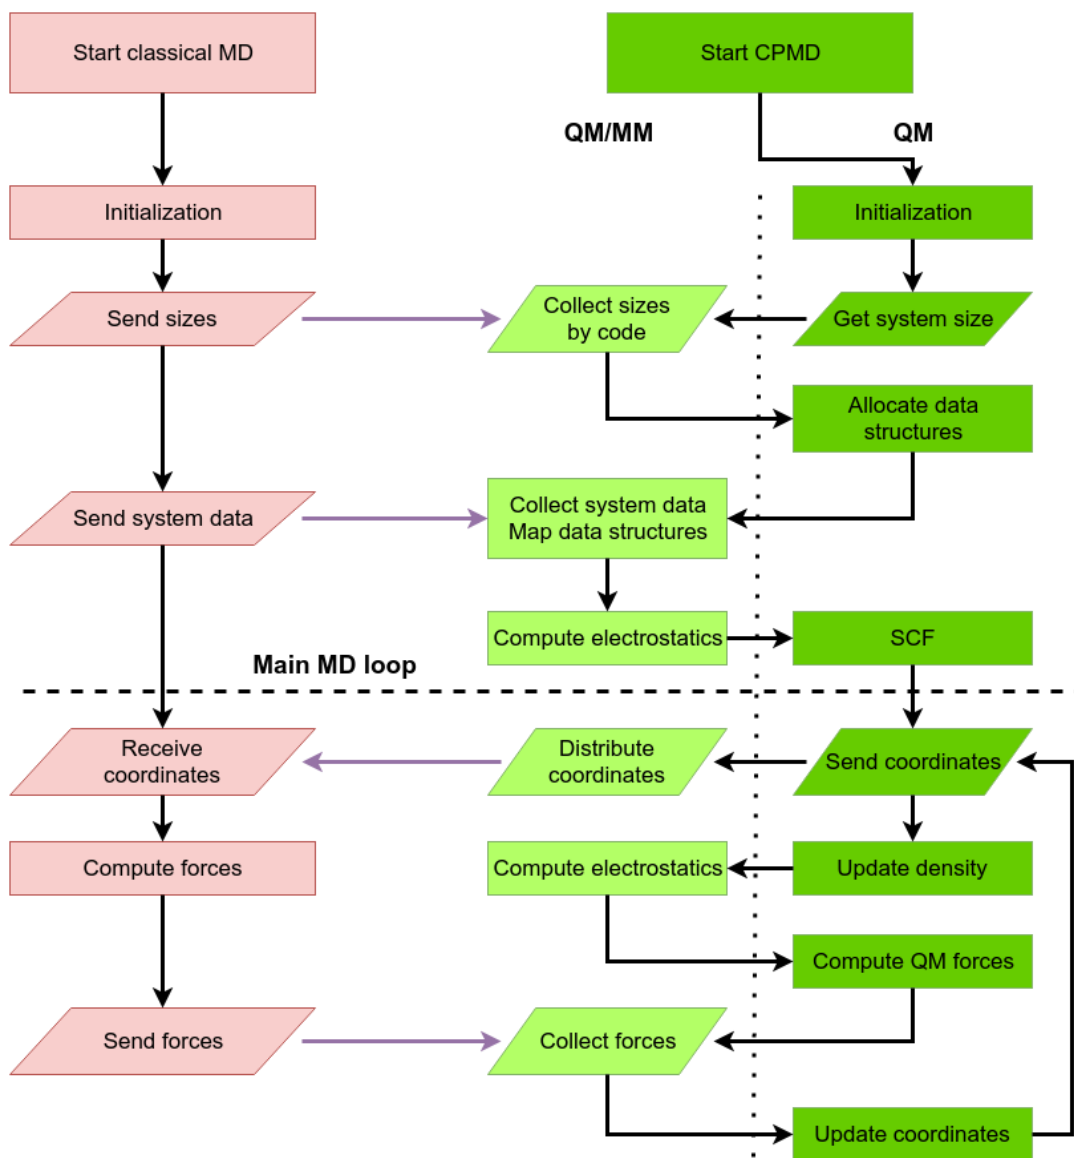 Start classical MD
Start CPMD
QM/MM
QM
Initialization
Initialization
Send sizes
Collect sizes
by code
Get system size
Allocate data
structures
Send system data
Collect system data
Map data structures
Compute electrostatics
SCF
Main MD loop
Receive
coordinates
Distribute
coordinates
Send coordinates
Compute forces
Compute electrostatics
Update density
Compute QM forces
Send forces
Collect forces
Update coordinates